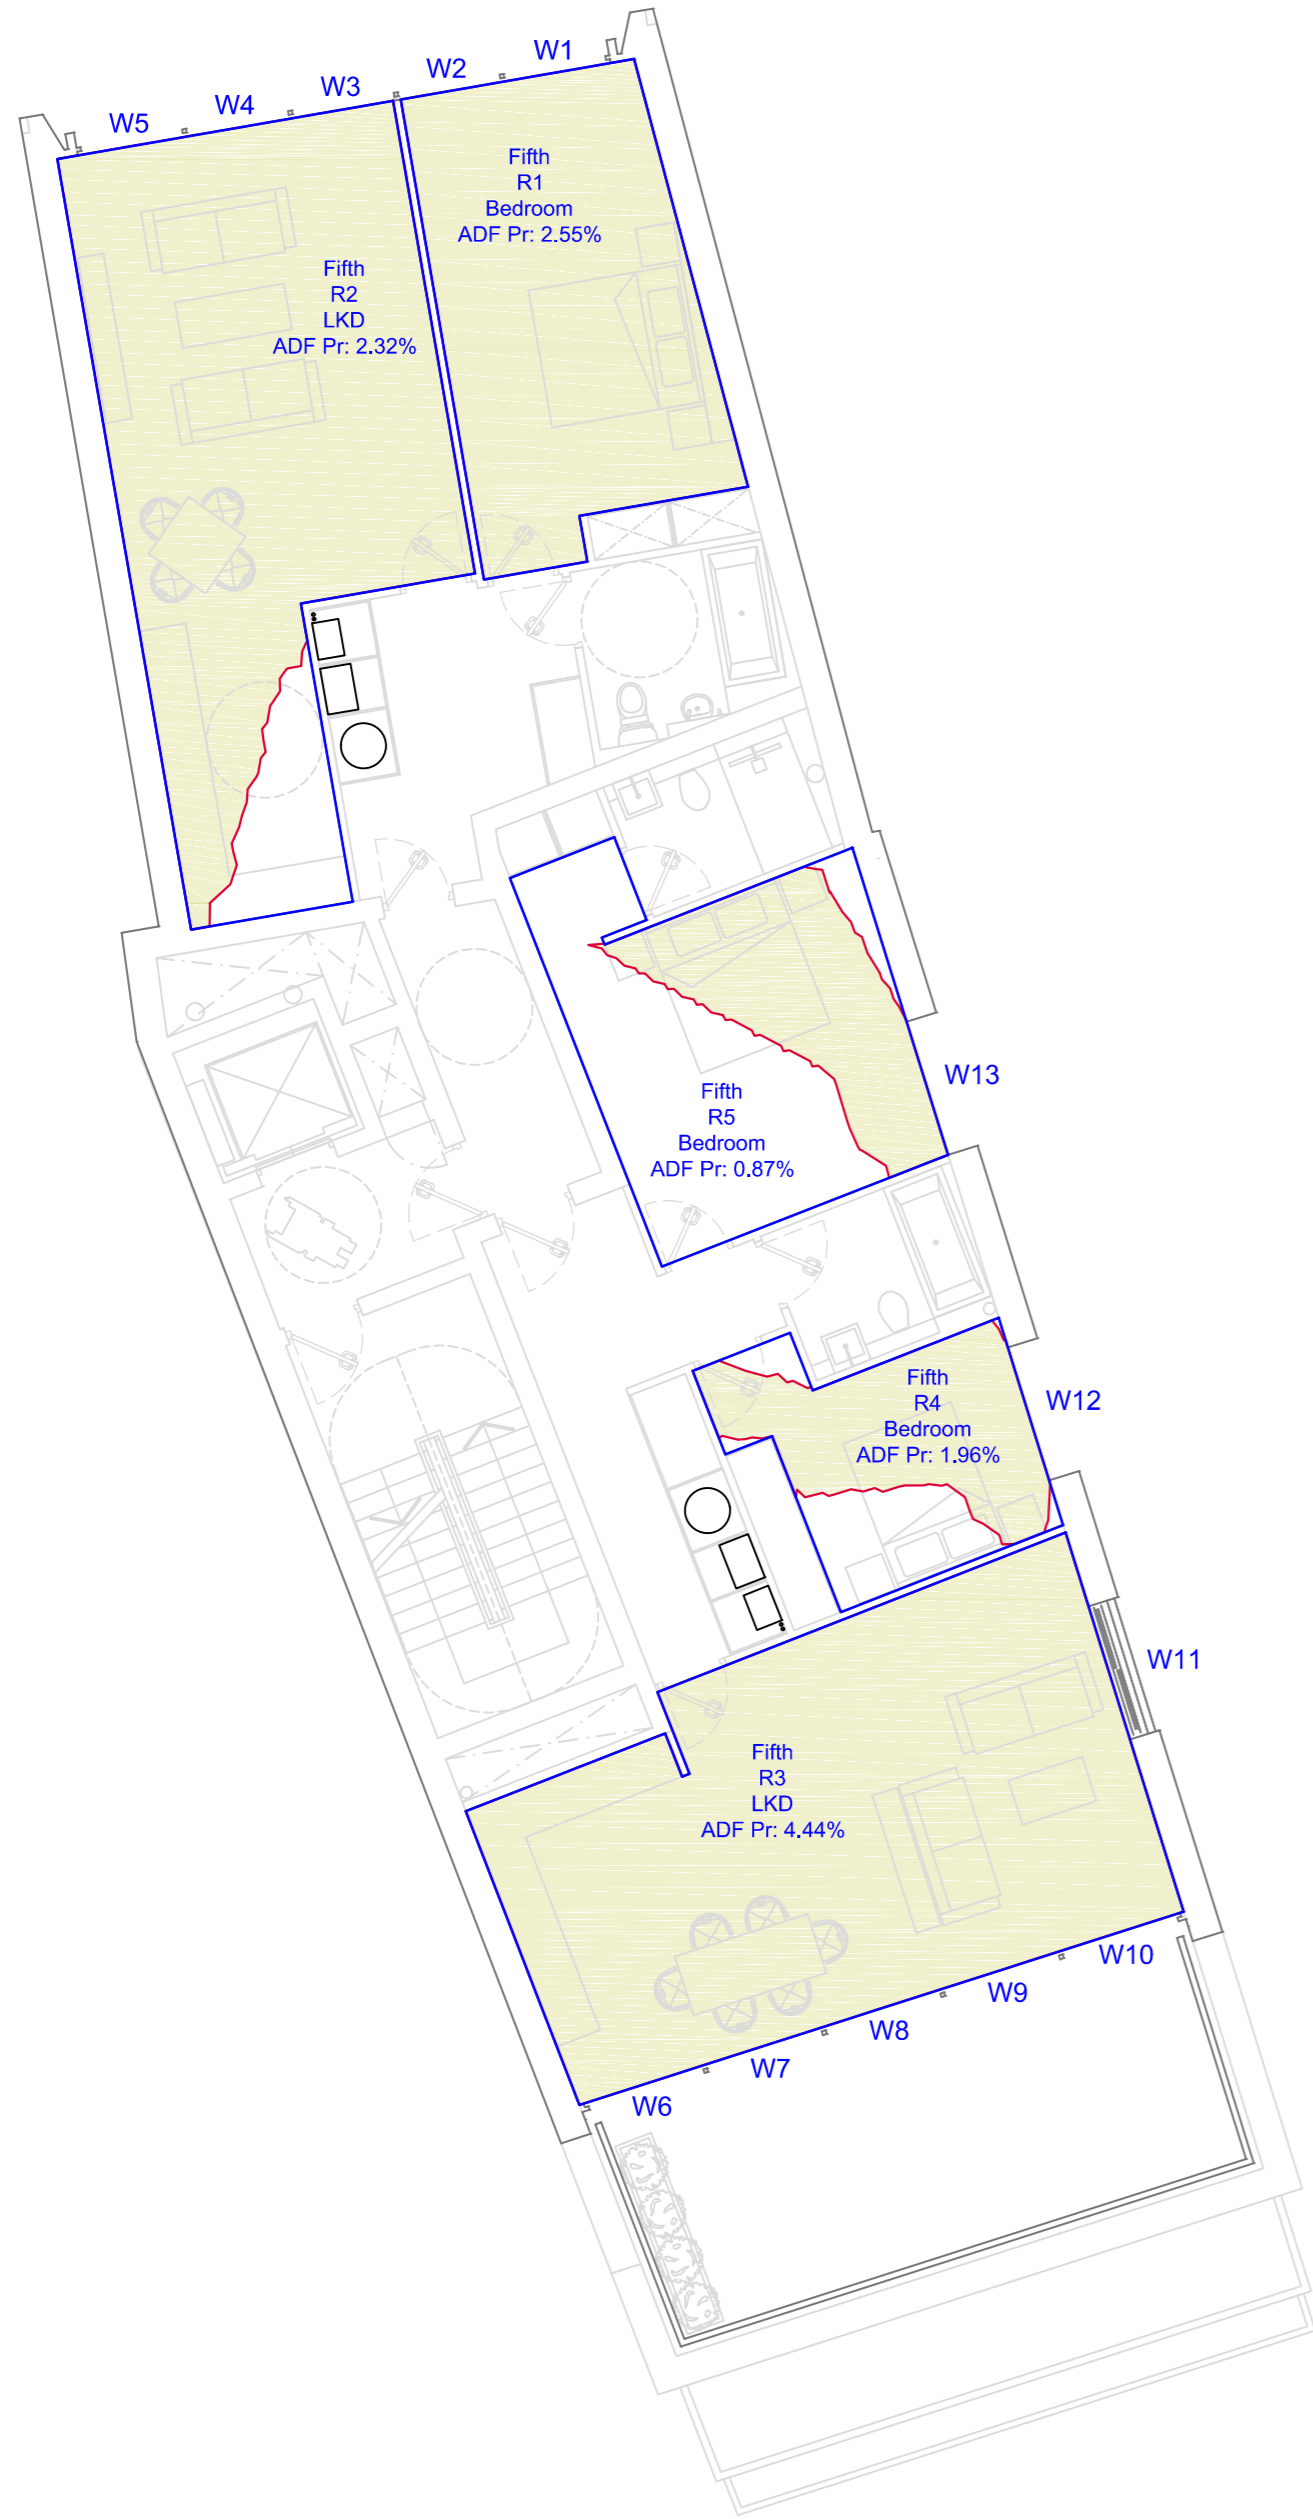 W1
W2
W3
W4
W5
Fifth
R1
Bedroom
ADF Pr: 2.55%
Fifth
R2
LKD
ADF Pr: 2.32%
W13
Fifth
R5
Bedroom
ADF Pr: 0.87%
Fifth
R4
Bedroom
ADF Pr: 1.96%
W12
W11
Fifth
R3
LKD
ADF Pr: 4.44%
W10
W9
W8
W7
W6